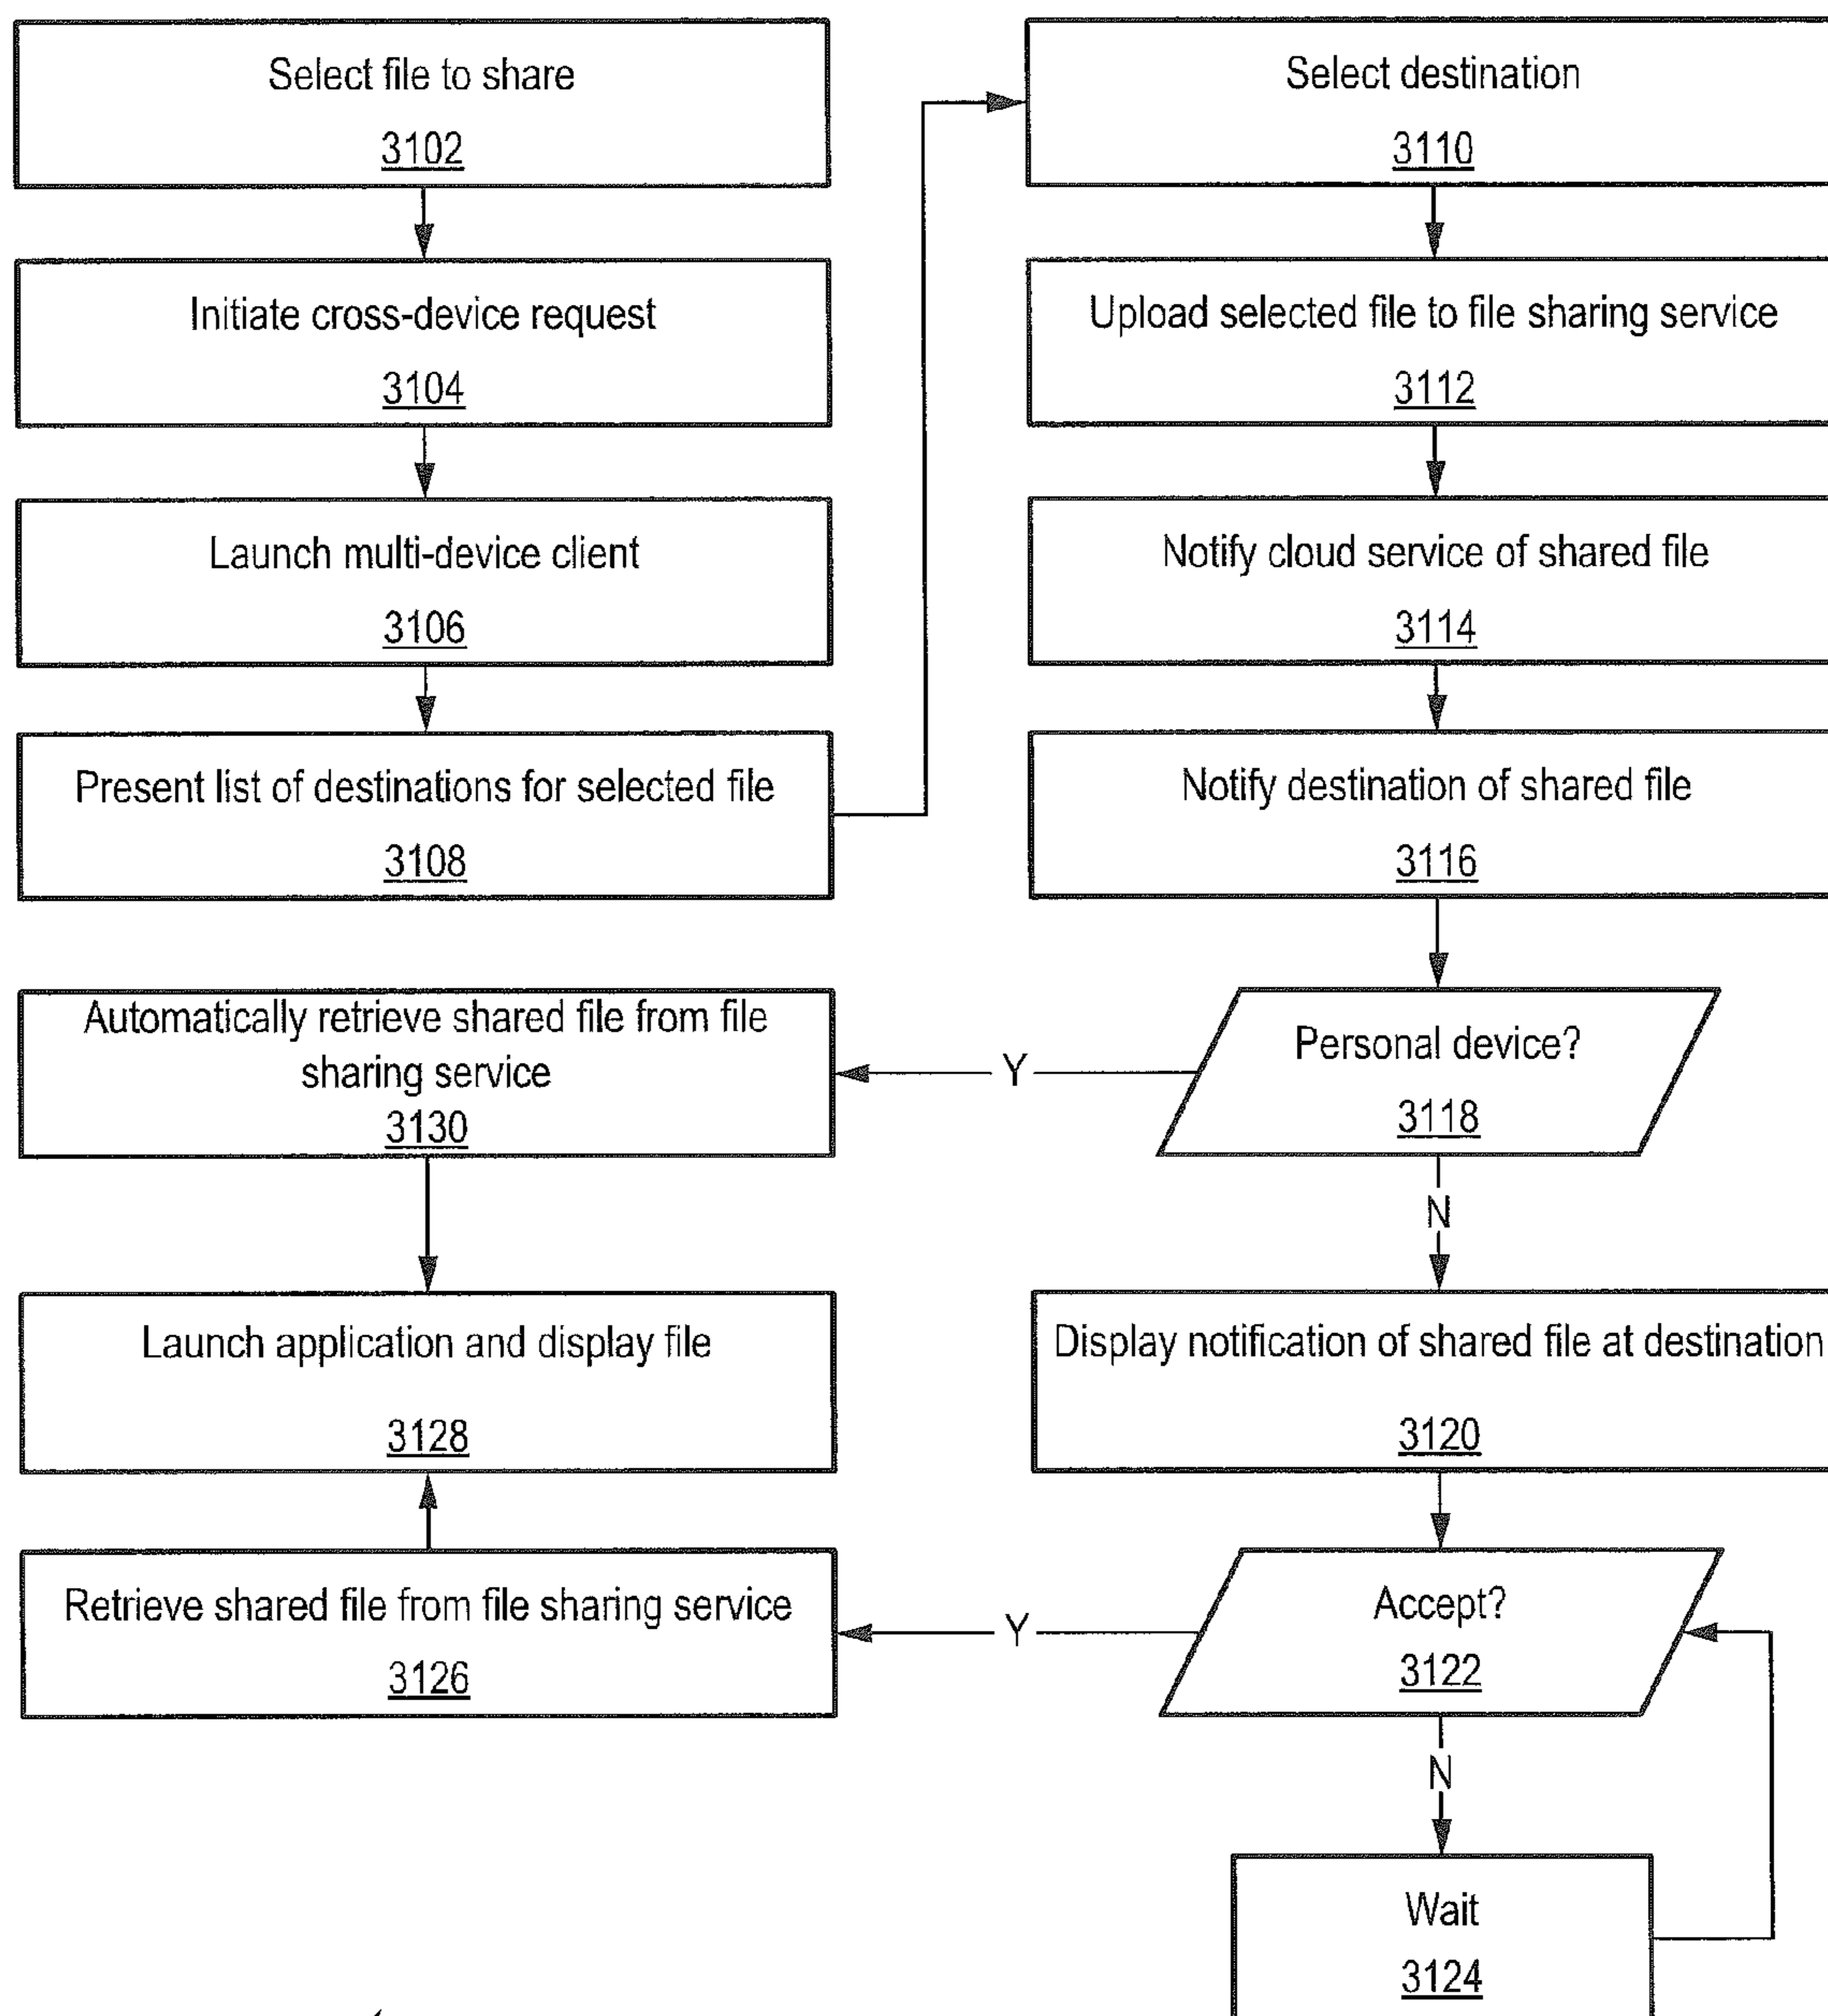 Select file to share
3102
Initiate cross-device request
3104
Launch multi-device client
3106
Present list of destinations for selected file
3108
Select destination
3110
Upload selected file to file sharing service
3112
Notify cloud service of shared file
3114
Notify destination of shared file
3116
Personal device?
3118
Y
N
Automatically retrieve shared file from file
sharing service
3130
Launch application and display file
3128
Display notification of shared file at destination
3120
Accept?
3122
Y
N
Retrieve shared file from file sharing service
3126
Wait
3124